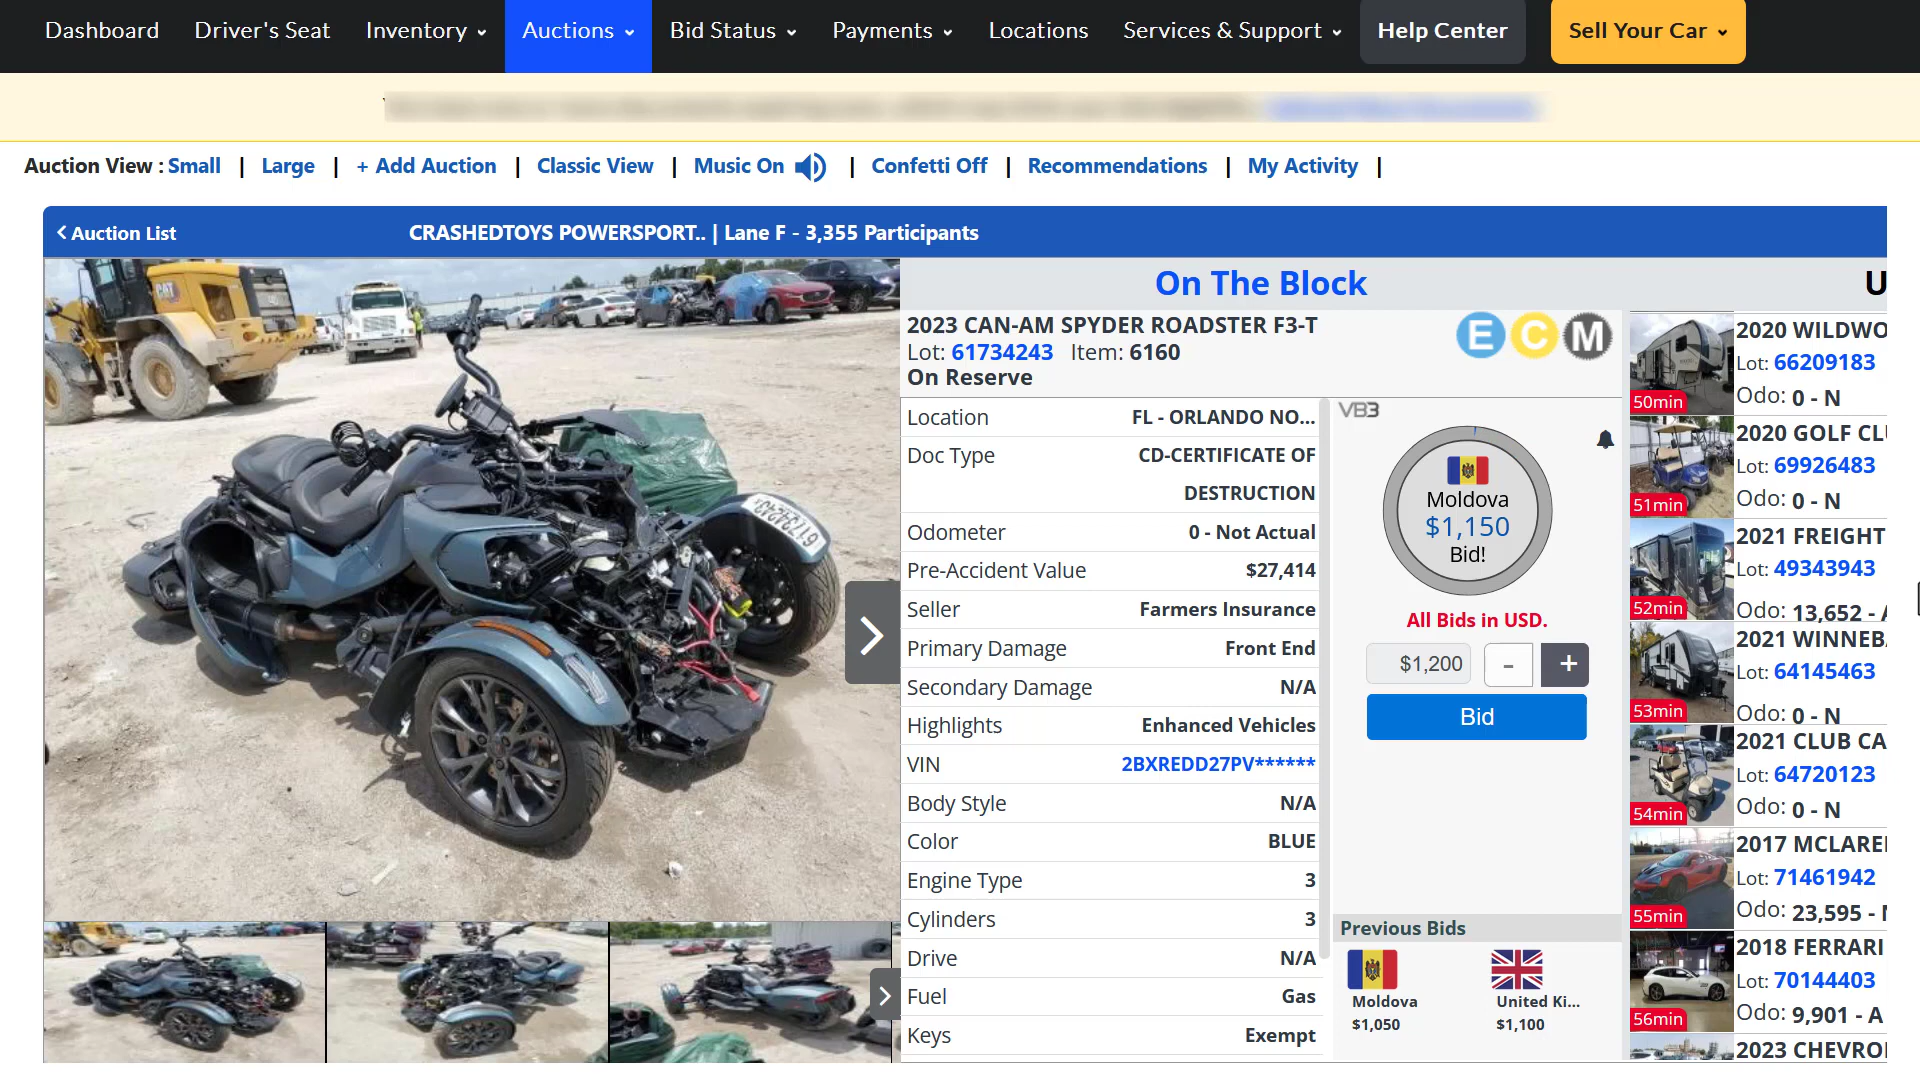 Dashboard Driver's Seat Inventory Auctions Bid Status Payments Locations Services & Support Help Center Sell Your Car
Auction View : Small | Large | + Add Auction | Classic View | Music On | Confetti Off | Recommendations | My Activity |
Auction List
CRASHEDTOYS POWERSPORT.. | Lane F - 3,355 Participants
CAT
61734243
On The Block
2023 CAN-AM SPYDER ROADSTER F3-T
Lot: 61734243 Item: 6160
On Reserve
E C M
Location FL - ORLANDO NO...
Doc Type CD-CERTIFICATE OF
DESTRUCTION
Odometer 0 - Not Actual
Pre-Accident Value $27,414
Seller Farmers Insurance
Primary Damage Front End
Secondary Damage N/A
Highlights Enhanced Vehicles
VIN 2BXREDD27PV******
Body Style N/A
Color BLUE
Engine Type 3
Cylinders 3
Drive N/A
Fuel Gas
Keys Exempt
VB3
Moldova
$1,150
Bid!
All Bids in USD.
$1,200 - +
Bid
Previous Bids
Moldova
$1,050
United Ki...
$1,100
U
2020 WILDWO
Lot: 66209183
Odo: 0 - N
50min
2020 GOLF CLU
Lot: 69926483
Odo: 0 - N
51min
2021 FREIGHT
Lot: 49343943
Odo: 13,652 - A
52min
2021 WINNEBA
Lot: 64145463
Odo: 0 - N
53min
2021 CLUB CA
Lot: 64720123
Odo: 0 - N
54min
2017 MCLAREN
Lot: 71461942
Odo: 23,595 - N
55min
2018 FERRARI
Lot: 70144403
Odo: 9,901 - A
56min
2023 CHEVROL